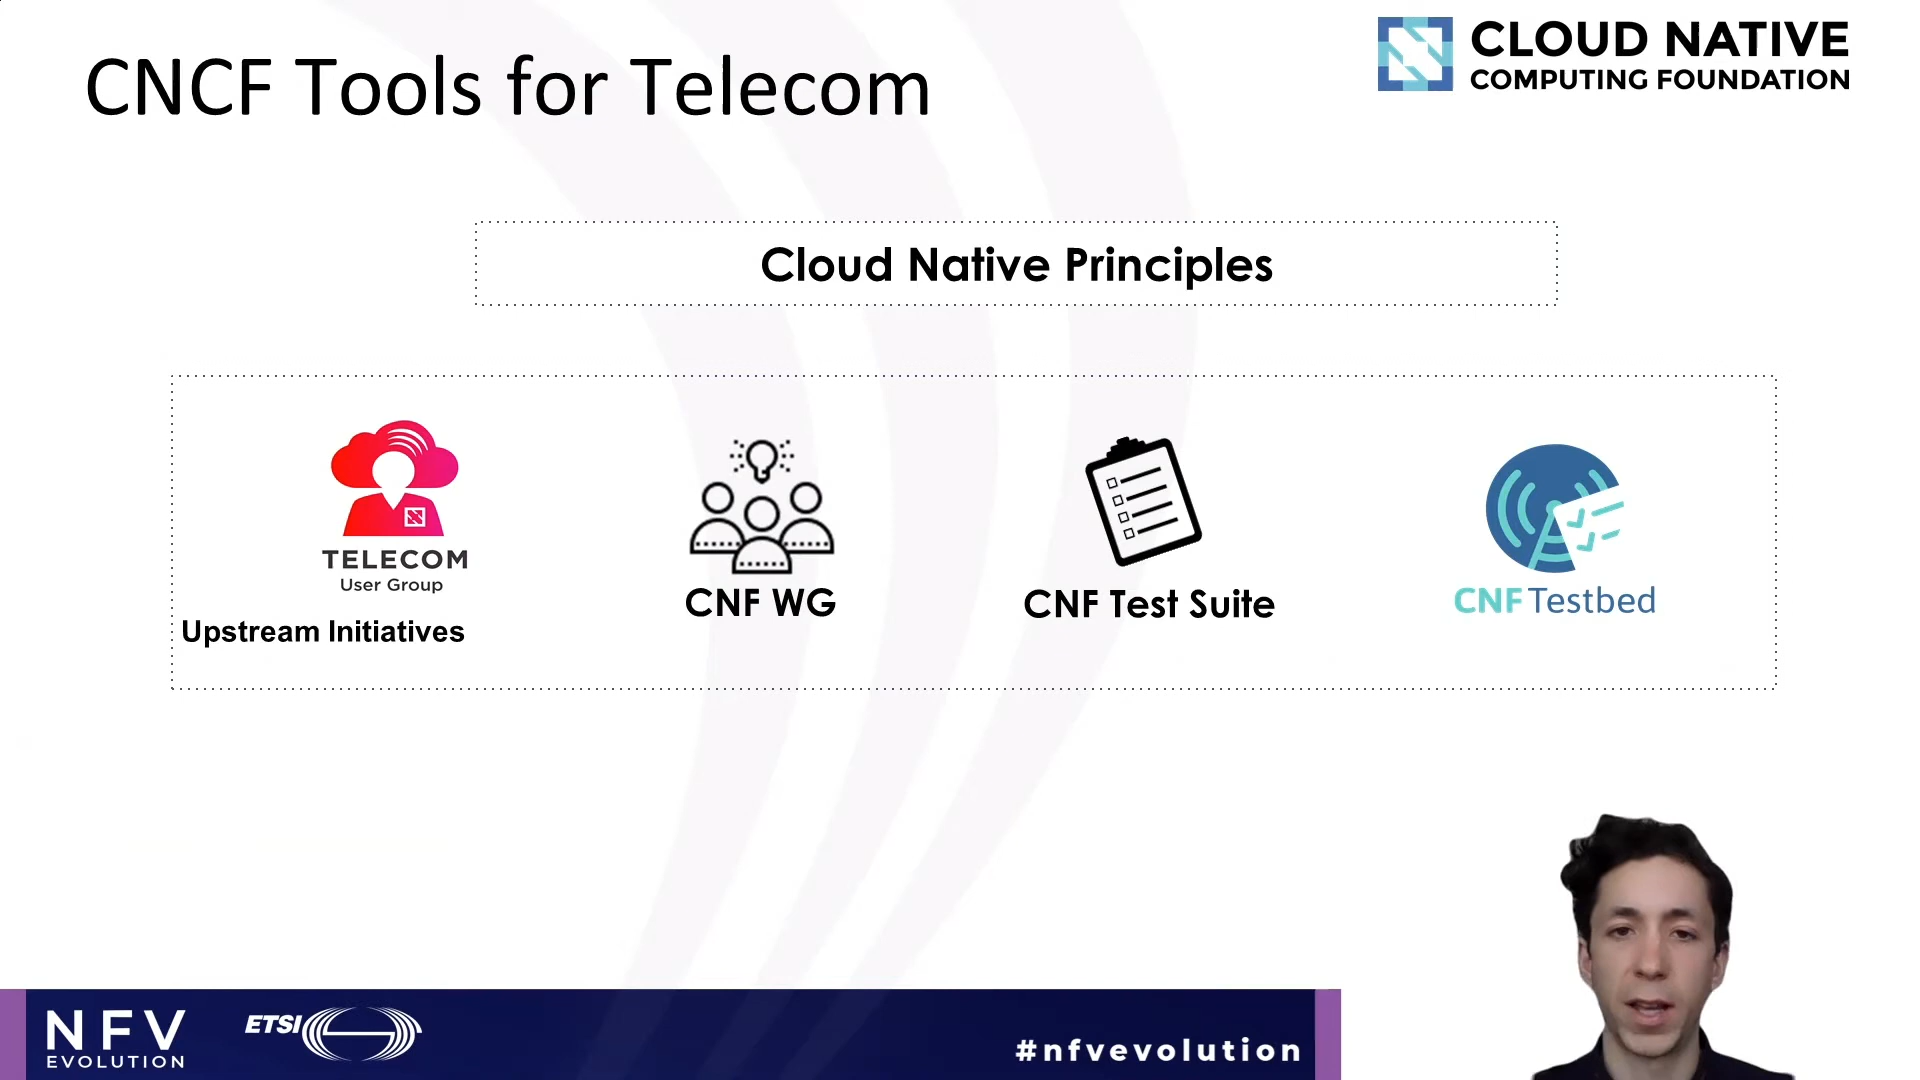 CNCF Tools for Telecom
CLOUD NATIVE
COMPUTING FOUNDATION
Cloud Native Principles
TELECOM
User Group
Upstream Initiatives
CNF WG
CNF Test Suite
CNF Testbed
NFV
EVOLUTION
ETSI
#nfvevolution